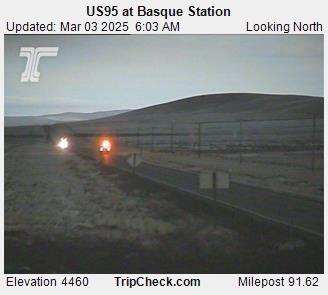 US95 at Basque Station
Updated: Mar 03 2025 6:03 AM Looking North
Elevation 4460 TripCheck.com Milepost 91.62